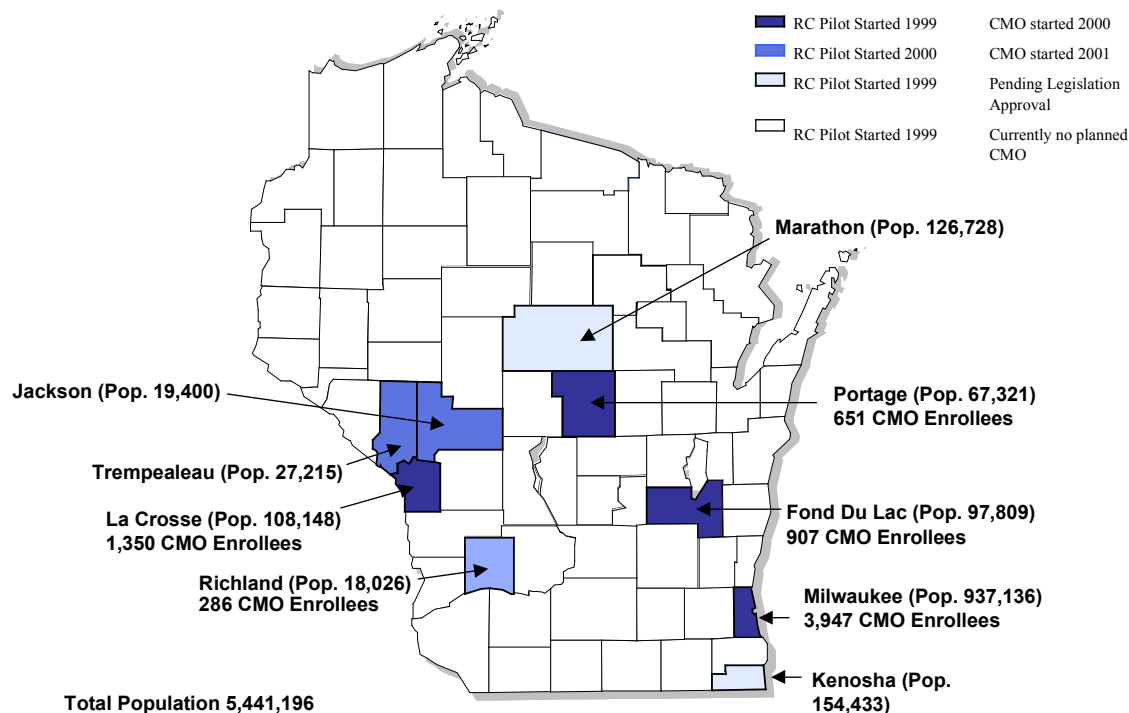 RC Pilot Started 1999 CMO started 2000
RC Pilot Started 2000 CMO started 2001
RC Pilot Started 1999 Pending Legislation
Approval
RC Pilot Started 1999 Currently no planned
CMO
Marathon (Pop. 126,728)
Jackson (Pop. 19,400)
Portage (Pop. 67,321)
651 CMO Enrollees
Trempealeau (Pop. 27,215)
La Crosse (Pop. 108,148)
1,350 CMO Enrollees
Fond Du Lac (Pop. 97,809)
907 CMO Enrollees
Richland (Pop. 18,026)
286 CMO Enrollees
Milwaukee (Pop. 937,136)
3,947 CMO Enrollees
Kenosha (Pop.
154,433)
Total Population 5,441,196